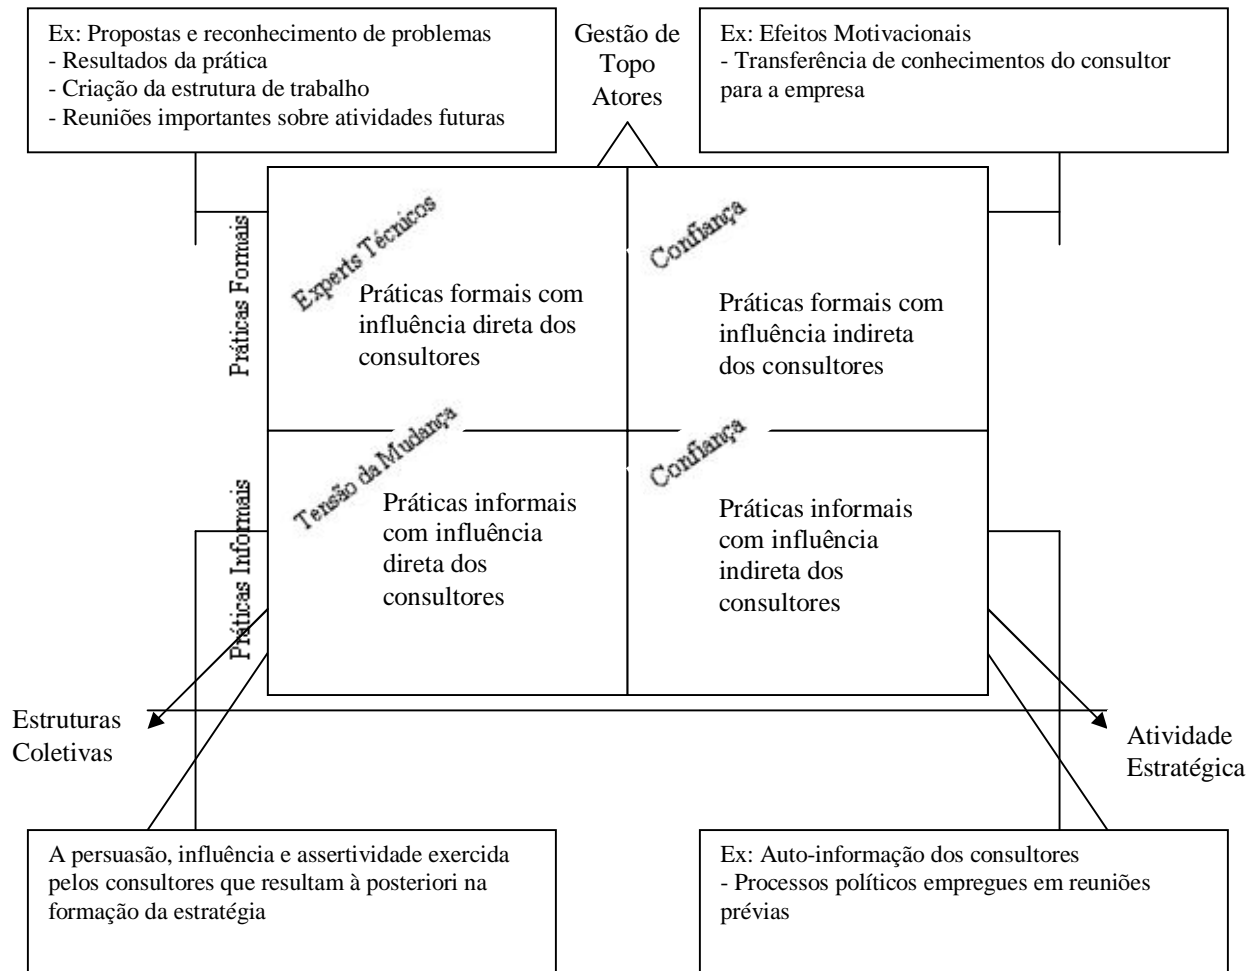 Ex: Propostas e reconhecimento de problemas
- Resultados da prática
- Criação da estrutura de trabalho
- Reuniões importantes sobre atividades futuras
Gestão de
Topo
Atores
Ex: Efeitos Motivacionais
- Transferência de conhecimentos do consultor
para a empresa
Práticas Formais
Experts Técnicos
Práticas formais com
influência direta dos
consultores
Confiança
Práticas formais com
influência indireta
dos consultores
Práticas Informais
Tensão da Mudança
Práticas informais
com influência
direta dos
consultores
Confiança
Práticas informais
com influência
indireta dos
consultores
Estruturas
Coletivas
Atividade
Estratégica
A persuasão, influência e assertividade exercida
pelos consultores que resultam à posteriori na
formação da estratégia
Ex: Auto-informação dos consultores
- Processos políticos empregues em reuniões
prévias